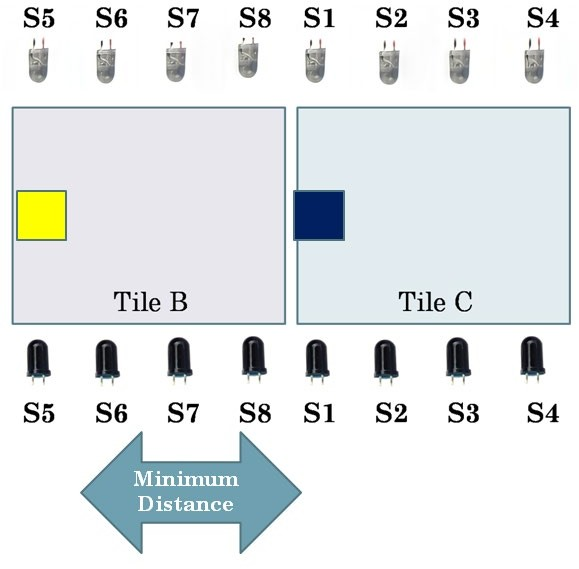 S5 S6 S7 S8 S1 S2 S3 S4
Tile B Tile C
S5 S6 S7 S8 S1 S2 S3 S4
Minimum
Distance